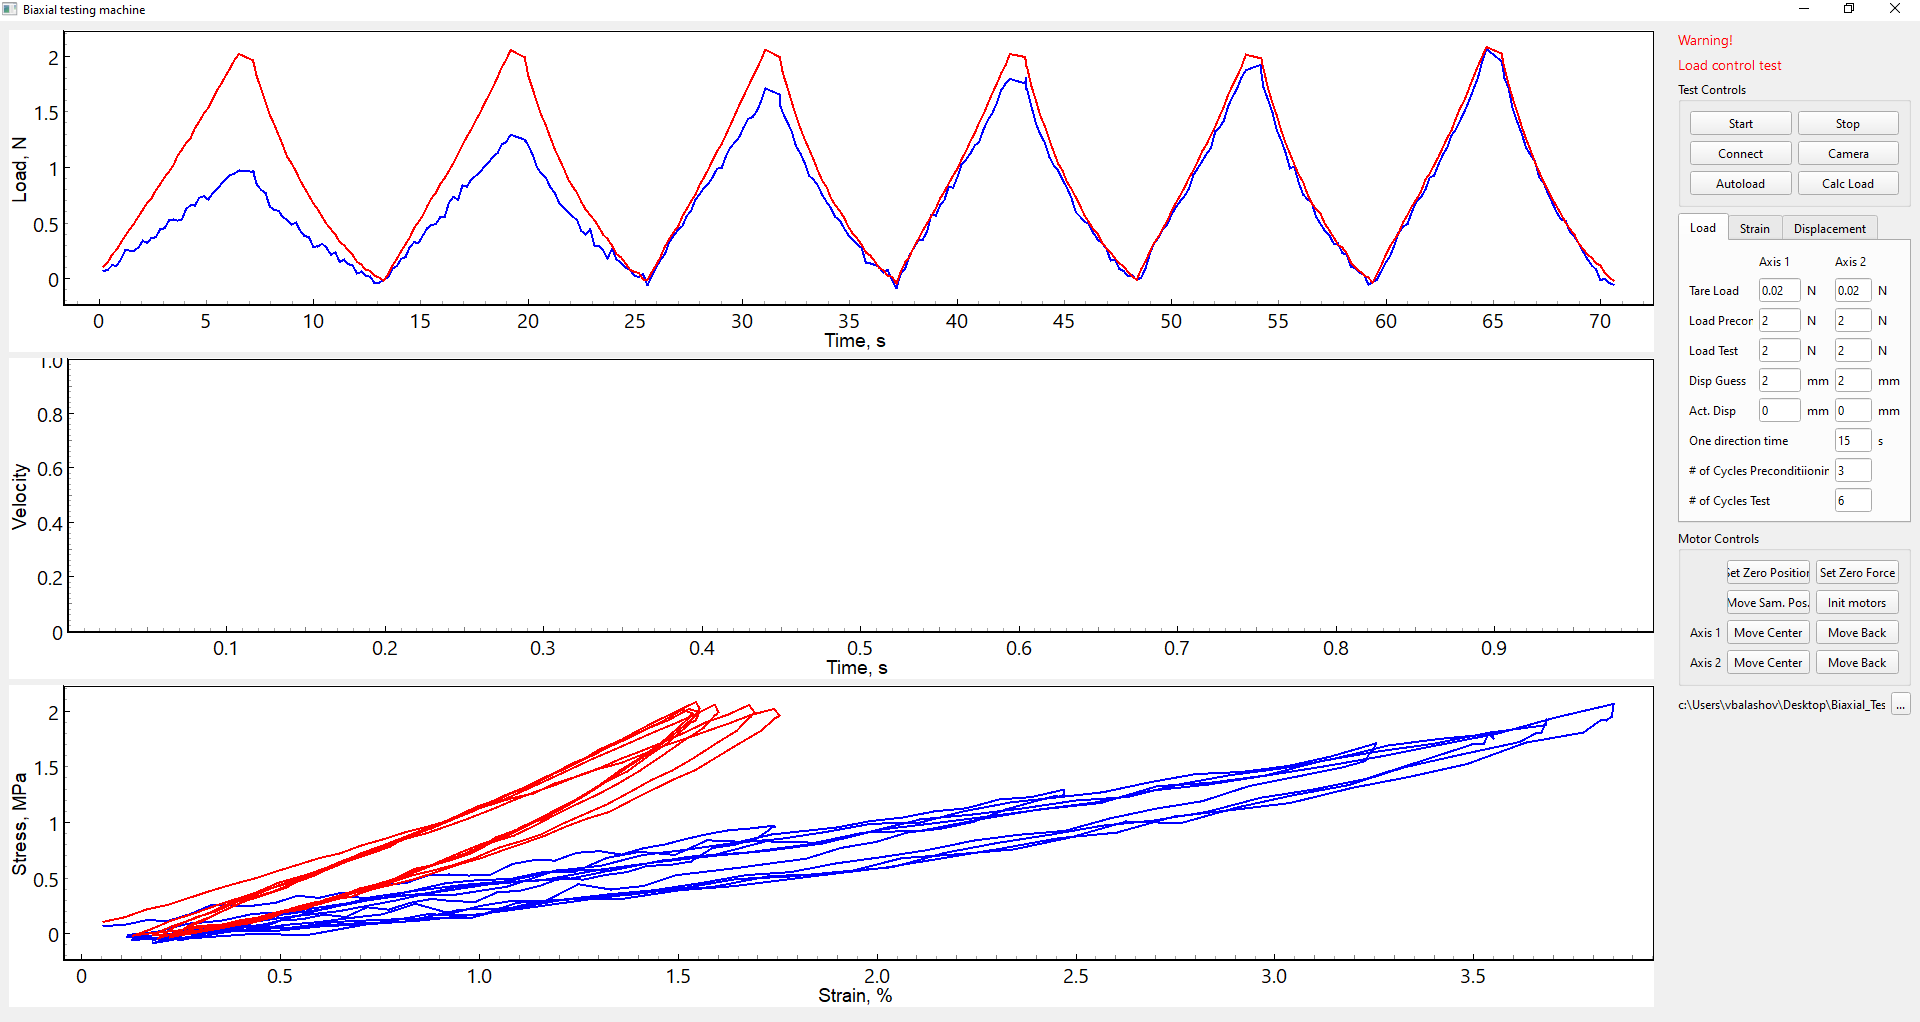 Biaxial testing machine
Load, N
2
1.5
1
0.5
0
0 5 10 15 20 25 30 35 40 45 50 55 60 65 70
Time, s
Velocity
1.0
0.8
0.6
0.4
0.2
0
0.1 0.2 0.3 0.4 0.5 0.6 0.7 0.8 0.9
Time, s
Stress, MPa
2
1.5
1
0.5
0
0 0.5 1.0 1.5 2.0 2.5 3.0 3.5
Strain, %
Warning!
Load control test
Test Controls
Start Stop
Connect Camera
Autoload Calc Load
Load Strain Displacement
Axis 1 Axis 2
Tare Load 0.02 N 0.02 N
Load Precor 2 N 2 N
Load Test 2 N 2 N
Disp Guess 2 mm 2 mm
Act. Disp 0 mm 0 mm
One direction time 15 s
# of Cycles Preconditiionir 3
# of Cycles Test 6
Motor Controls
Set Zero Position Set Zero Force
Move Sam. Pos. Init motors
Axis 1 Move Center Move Back
Axis 2 Move Center Move Back
c:\Users\vbalashov\Desktop\Biaxial_Tes ...